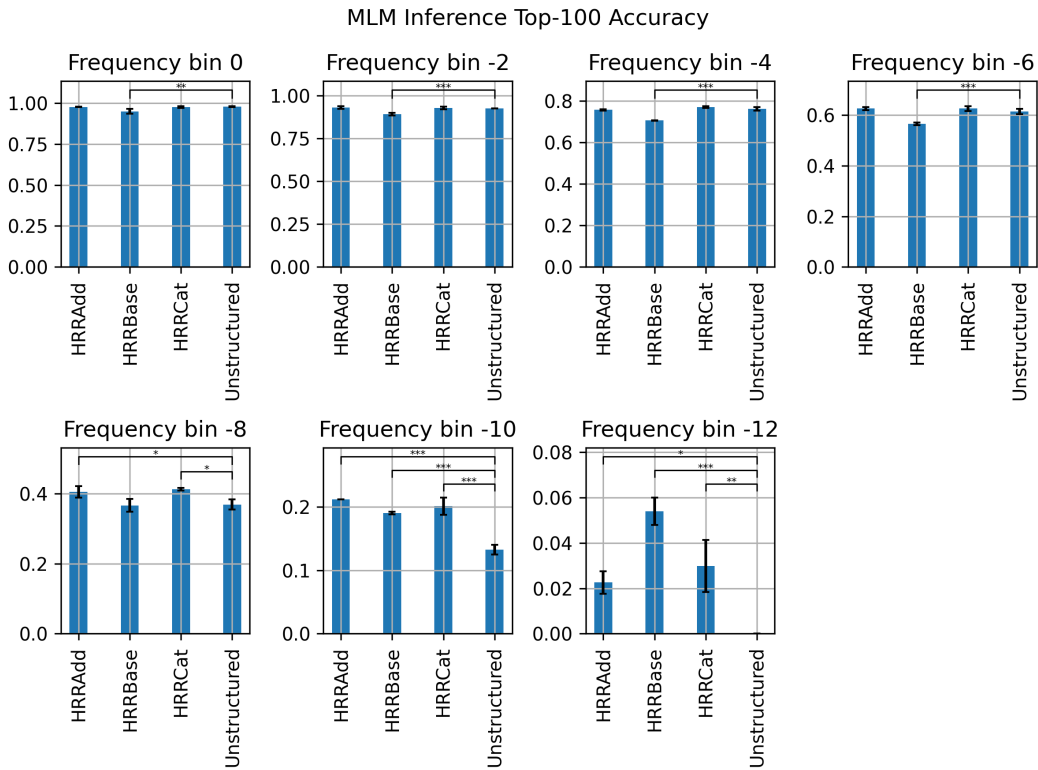 MLM Inference Top-100 Accuracy
Frequency bin 0
Frequency bin -2
Frequency bin -4
Frequency bin -6
**
1.00
0.75
0.50
0.25
0.00
HRRAdd
HRRBase
HRRCat
Unstructured
***
1.00
0.75
0.50
0.25
0.00
HRRAdd
HRRBase
HRRCat
Unstructured
***
0.8
0.6
0.4
0.2
0.0
HRRAdd
HRRBase
HRRCat
Unstructured
***
0.6
0.4
0.2
0.0
HRRAdd
HRRBase
HRRCat
Unstructured
Frequency bin -8
Frequency bin -10
Frequency bin -12
*
*
0.4
0.2
0.0
HRRAdd
HRRBase
HRRCat
Unstructured
***
***
***
0.2
0.1
0.0
HRRAdd
HRRBase
HRRCat
Unstructured
*
***
**
0.08
0.06
0.04
0.02
0.00
HRRAdd
HRRBase
HRRCat
Unstructured